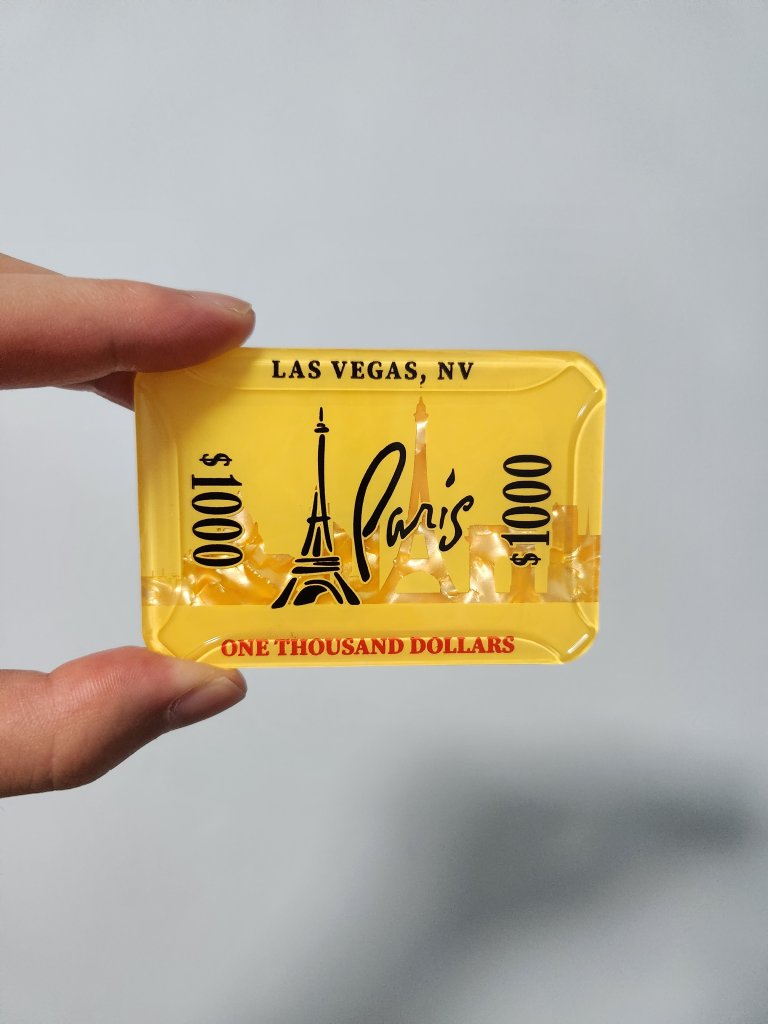 LAS VEGAS, NV
$1000
Paris
$1000
ONE THOUSAND DOLLARS